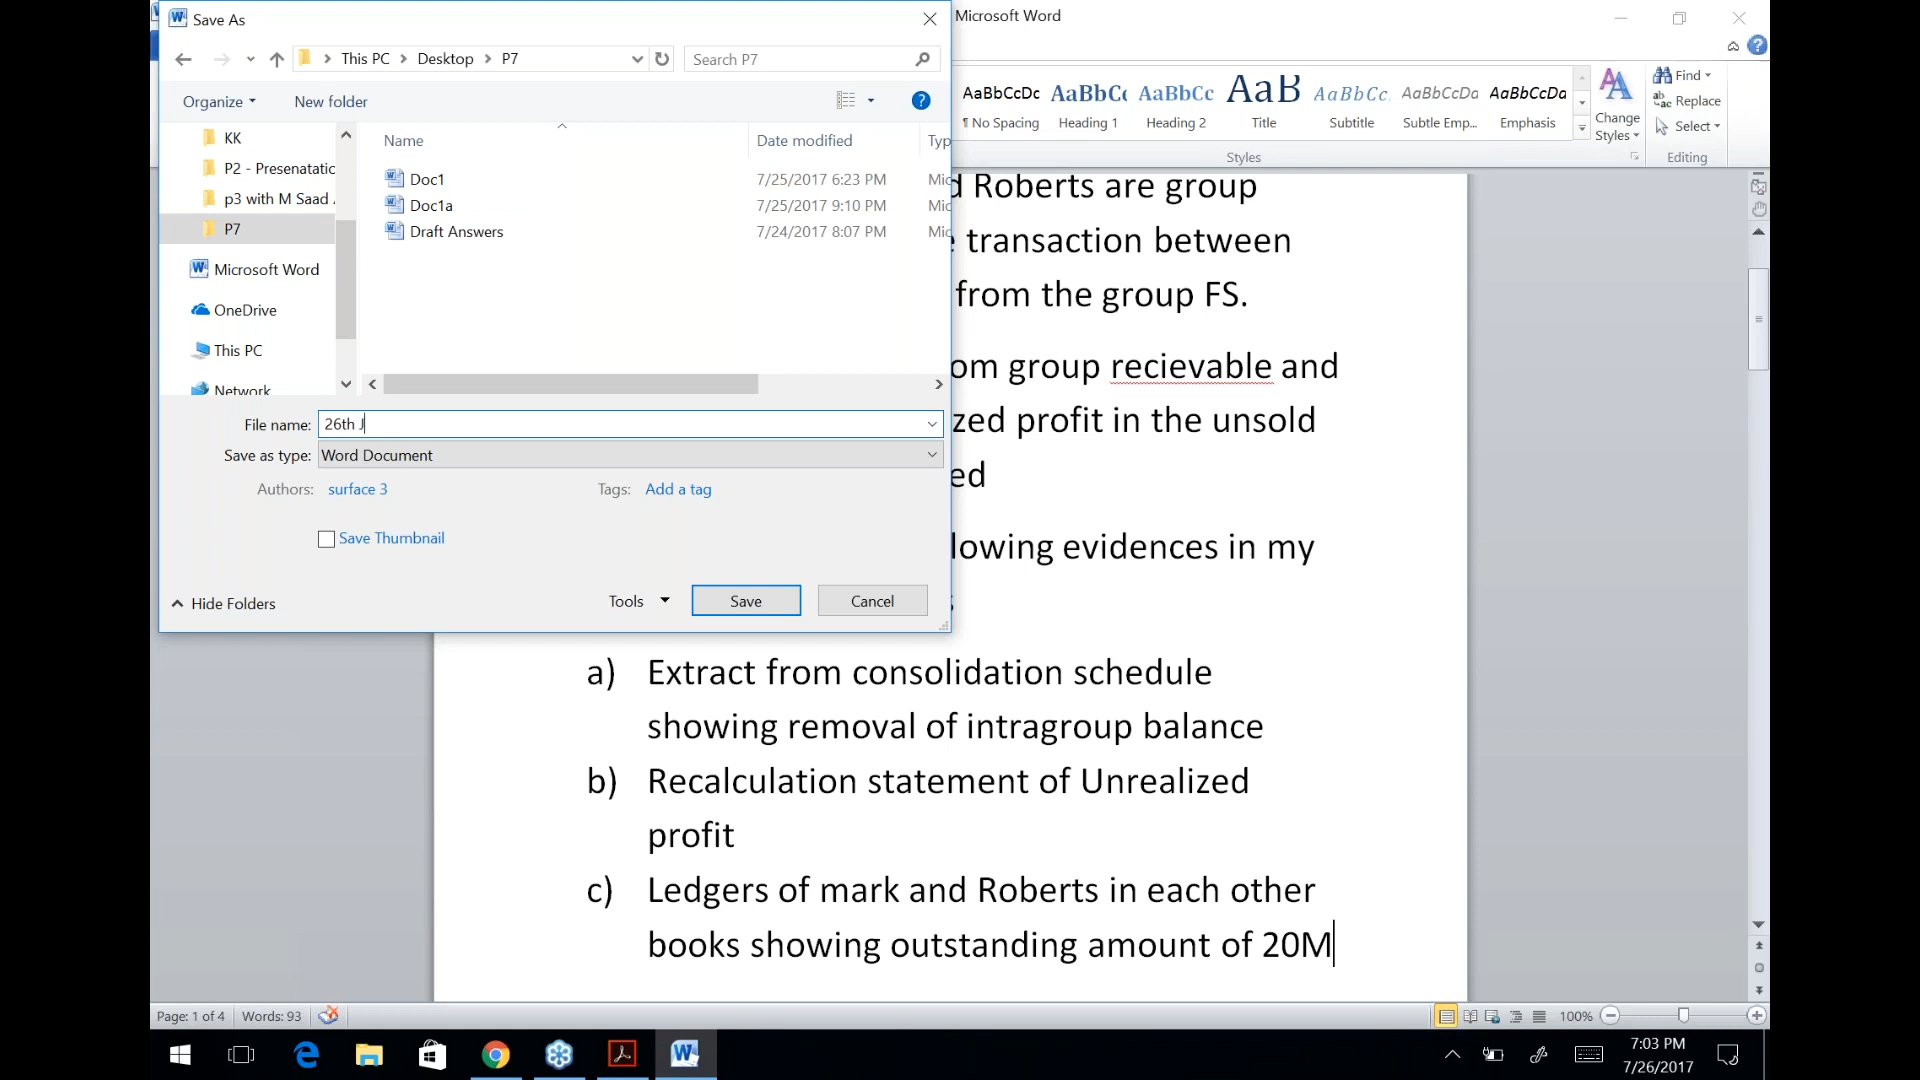 Save As
Microsoft Word
This PC > Desktop > P7
Search P7
Organize
New folder
KK
P2 - Presenatatic
p3 with M Saad
P7
Microsoft Word
OneDrive
This PC
Network
Name
Date modified
Typ
Doc1 7/25/2017 6:23 PM Mic
Doc1a 7/25/2017 9:10 PM Mic
Draft Answers 7/24/2017 8:07 PM Mic
File name: 26th J
Save as type: Word Document
Authors: surface 3
Tags: Add a tag
Save Thumbnail
Hide Folders
Tools
Save
Cancel
AaBbCcDc AaBbCc AaBbCc AaB AaBbCc. AaBbCcDa AaBbCcDa
¶ No Spacing Heading 1 Heading 2 Title Subtitle Subtle Emp... Emphasis
Change
Styles
Styles
Find
Replace
Select
Editing
d Roberts are group
e transaction between
from the group FS.
om group recievable and
zed profit in the unsold
ed
lowing evidences in my
s
a) Extract from consolidation schedule
showing removal of intragroup balance
b) Recalculation statement of Unrealized
profit
c) Ledgers of mark and Roberts in each other
books showing outstanding amount of 20M
Page: 1 of 4
Words: 93
100%
7:03 PM
7/26/2017